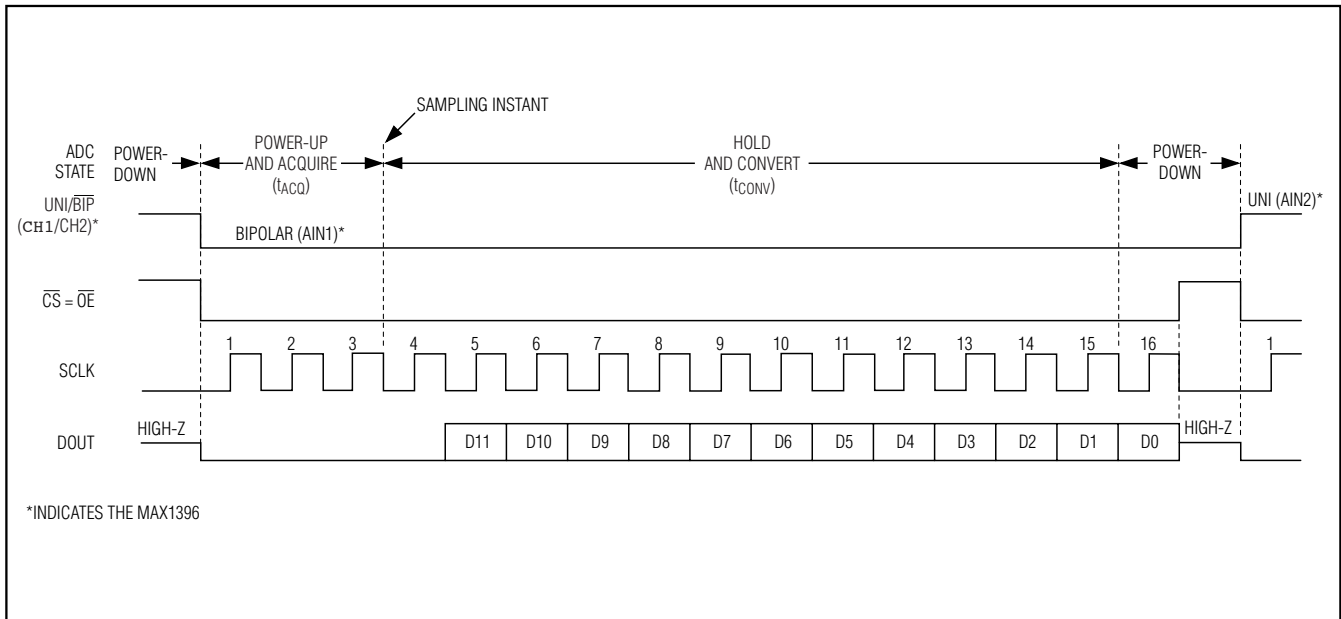 SAMPLING INSTANT
ADC STATE
POWER-DOWN
POWER-UP
AND ACQUIRE
(tACQ)
HOLD
AND CONVERT
(tCONV)
POWER-
DOWN
UNI/B̅I̅P̅
(CH1/CH2)*
BIPOLAR (AIN1)*
UNI (AIN2)*
C̅S̅ = O̅E̅
SCLK
1 2 3 4 5 6 7 8 9 10 11 12 13 14 15 16 1
DOUT
HIGH-Z
D11 D10 D9 D8 D7 D6 D5 D4 D3 D2 D1 D0
HIGH-Z
*INDICATES THE MAX1396